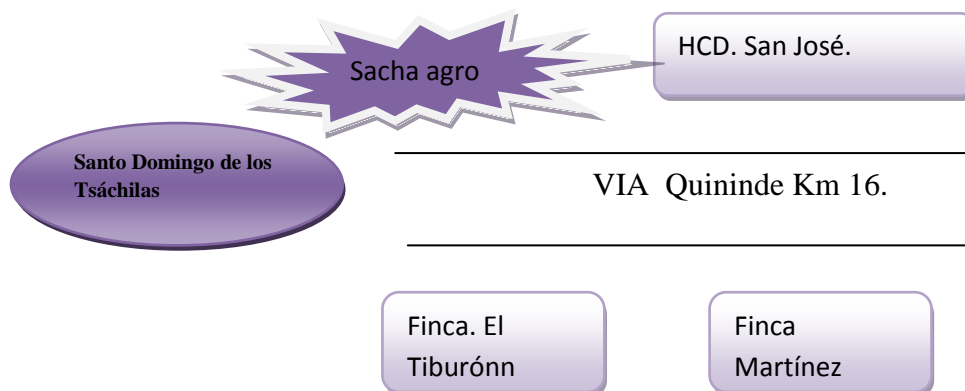 HCD. San José.
Sacha agro
Santo Domingo de los
Tsáchilas
VIA Quininde Km 16.
Finca. El
Tiburónn
Finca
Martínez